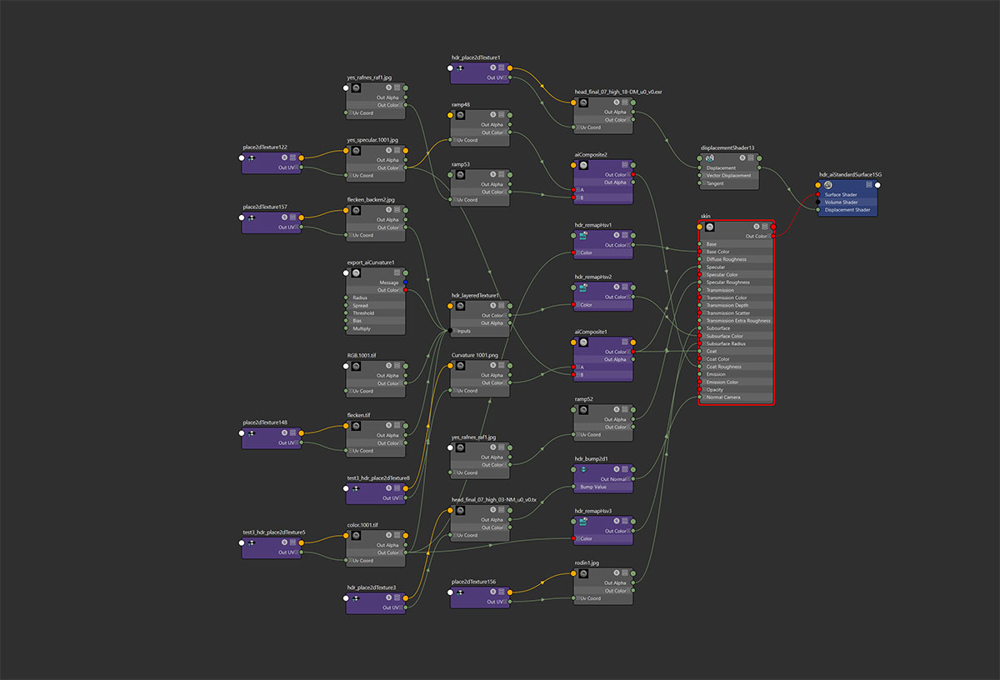 place2dTexture122
Out UV
place2dTexture157
Out UV
place2dTexture148
Out UV
test3_hdr_place2dTexture5
Out UV
yes_rafnes_raf1.jpg
Out Alpha
Out Color
Uv Coord
yes_specular.1001.jpg
Out Alpha
Out Color
Uv Coord
flecken_backen2.jpg
Out Alpha
Out Color
Uv Coord
export_aiCurvature1
Message
Out Color
Radius
Spread
Threshold
Bias
Multiply
RGB.1001.tif
Out Alpha
Out Color
Uv Coord
flecken.tif
Out Alpha
Out Color
Uv Coord
test3_hdr_place2dTexture8
Out UV
color.1001.tif
Out Alpha
Out Color
Uv Coord
hdr_place2dTexture3
Out UV
hdr_place2dTexture1
Out UV
ramp48
Out Alpha
Out Color
Uv Coord
ramp53
Out Alpha
Out Color
Uv Coord
hdr_layeredTexture1
Out Color
Out Alpha
Inputs
Curvature 1001.png
Out Alpha
Out Color
Uv Coord
yes_rafnes_raf1.jpg
Out Alpha
Out Color
Uv Coord
head_final_07_high_03-NM_u0_v0.tx
Out Alpha
Out Color
Uv Coord
place2dTexture156
Out UV
head_final_07_high_18-DM_u0_v0.exr
Out Alpha
Out Color
Uv Coord
aiComposite2
Out Color
Out Alpha
A
B
hdr_remapHsv1
Out Color
Color
hdr_remapHsv2
Out Color
Color
aiComposite1
Out Color
Out Alpha
A
B
ramp52
Out Alpha
Out Color
Uv Coord
hdr_bump2d1
Out Normal
Bump Value
hdr_remapHsv3
Out Color
Color
rodin1.jpg
Out Alpha
Out Color
Uv Coord
displacementShader13
Displacement
Vector Displacement
Tangent
skin
Out Color
Base
Base Color
Diffuse Roughness
Specular
Specular Color
Specular Roughness
Transmission
Transmission Color
Transmission Depth
Transmission Scatter
Transmission Extra Roughness
Subsurface
Subsurface Color
Subsurface Radius
Coat
Coat Color
Coat Roughness
Emission
Emission Color
Opacity
Normal Camera
hdr_aiStandardSurface1SG
Surface Shader
Volume Shader
Displacement Shader